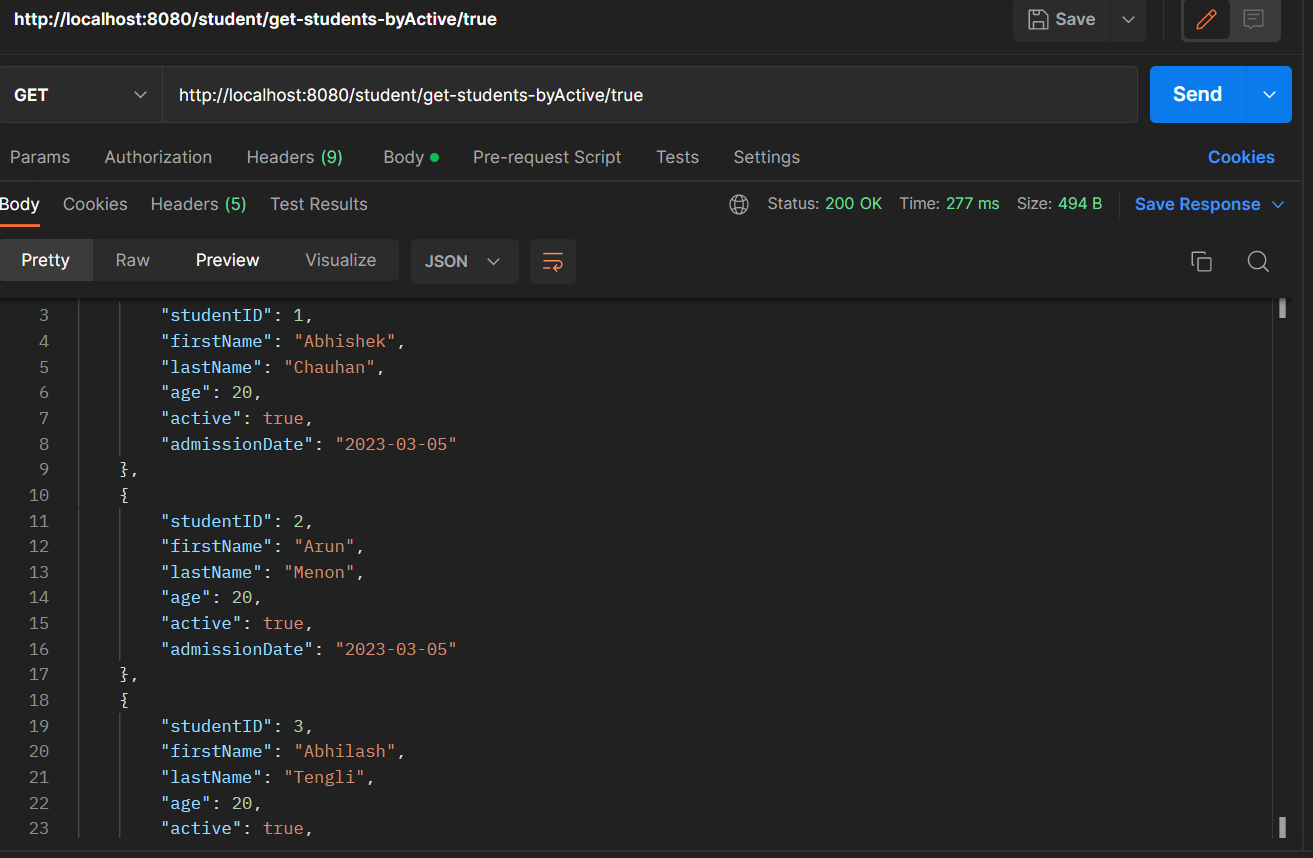 http://localhost:8080/student/get-students-byActive/true
Save
GET http://localhost:8080/student/get-students-byActive/true Send
Params Authorization Headers (9) Body Pre-request Script Tests Settings Cookies
Body Cookies Headers (5) Test Results Status: 200 OK Time: 277 ms Size: 494 B Save Response
Pretty Raw Preview Visualize JSON
3 "studentID": 1,
4 "firstName": "Abhishek",
5 "lastName": "Chauhan",
6 "age": 20,
7 "active": true,
8 "admissionDate": "2023-03-05"
9 },
10 {
11 "studentID": 2,
12 "firstName": "Arun",
13 "lastName": "Menon",
14 "age": 20,
15 "active": true,
16 "admissionDate": "2023-03-05"
17 },
18 {
19 "studentID": 3,
20 "firstName": "Abhilash",
21 "lastName": "Tengli",
22 "age": 20,
23 "active": true,